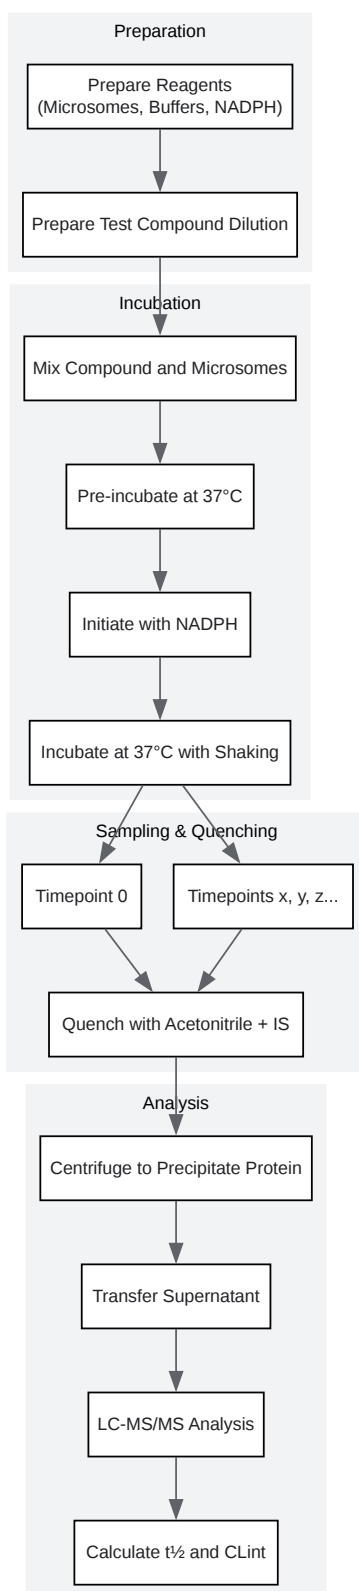 Preparation
Prepare Reagents
(Microsomes, Buffers, NADPH)
Prepare Test Compound Dilution
Incubation
Mix Compound and Microsomes
Pre-incubate at 37°C
Initiate with NADPH
Incubate at 37°C with Shaking
Sampling & Quenching
Timepoint 0
Timepoints x, y, z...
Quench with Acetonitrile + IS
Analysis
Centrifuge to Precipitate Protein
Transfer Supernatant
LC-MS/MS Analysis
Calculate t½ and CLint